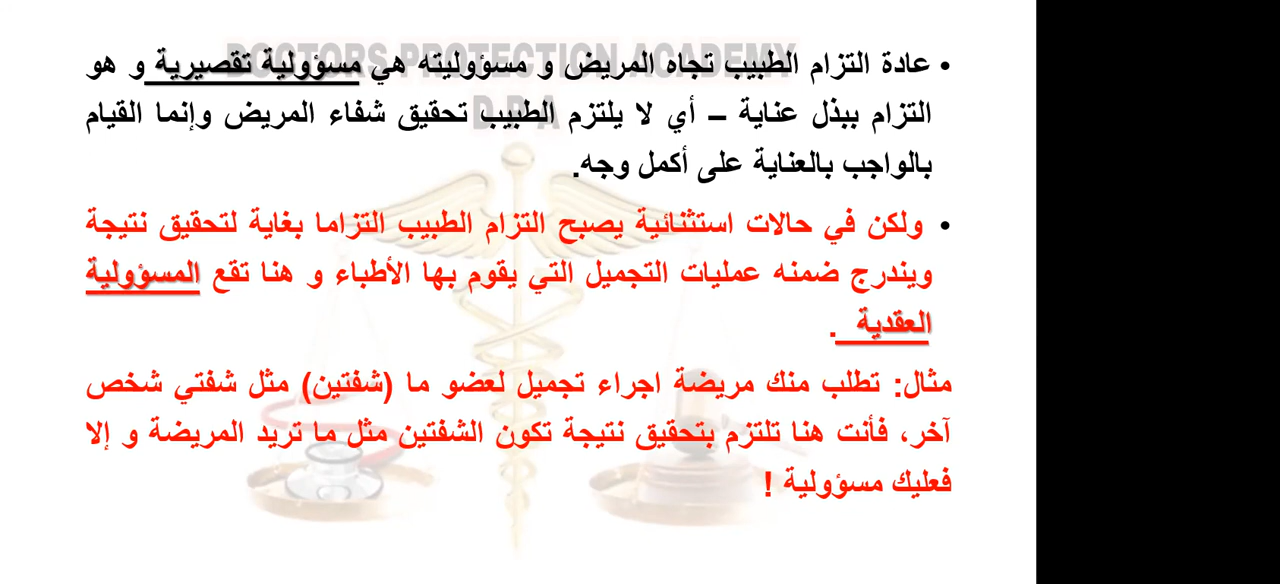 DOCTORS PROTECTION ACADEMY
D.P.A
• عادة التزام الطبيب تجاه المريض و مسؤوليته هي مسؤولية تقصيرية و هو
التزام ببذل عناية – أي لا يلتزم الطبيب تحقيق شفاء المريض وإنما القيام
بالواجب بالعناية على أكمل وجه.
• ولكن في حالات استثنائية يصبح التزام الطبيب التزاما بغاية لتحقيق نتيجة
ويندرج ضمنه عمليات التجميل التي يقوم بها الأطباء و هنا تقع المسؤولية
العقدية .
مثال: تطلب منك مريضة اجراء تجميل لعضو ما (شفتين) مثل شفتي شخص
آخر، فأنت هنا تلتزم بتحقيق نتيجة تكون الشفتين مثل ما تريد المريضة و إلا
فعليك مسؤولية !